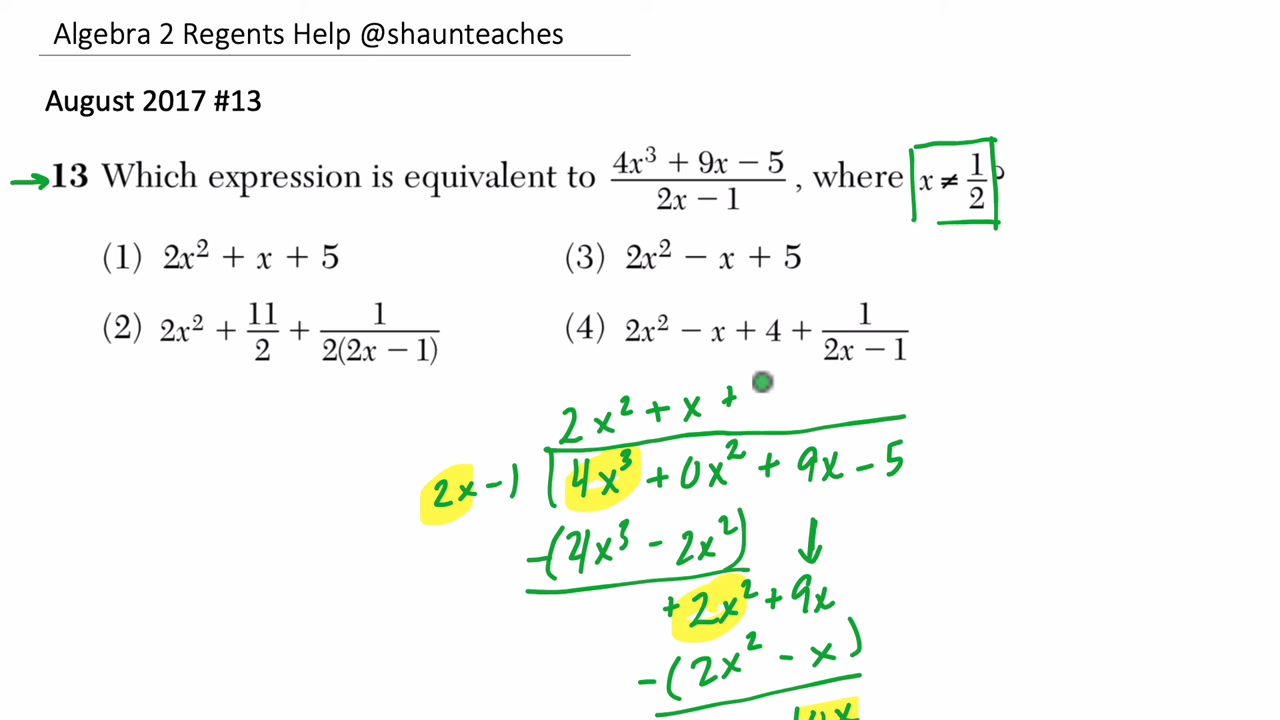 Algebra 2 Regents Help @shaunteaches
August 2017 #13
→13 Which expression is equivalent to (4x³ + 9x − 5)/(2x − 1), where x ≠ 1/2?
(1) 2x² + x + 5
(3) 2x² − x + 5
(2) 2x² + 11/2 + 1/(2(2x − 1))
(4) 2x² − x + 4 + 1/(2x − 1)
2x² + x +
2x − 1 4x³ + 0x² + 9x − 5
−(4x³ − 2x²) ↓
+ 2x² + 9x
−(2x² − x)